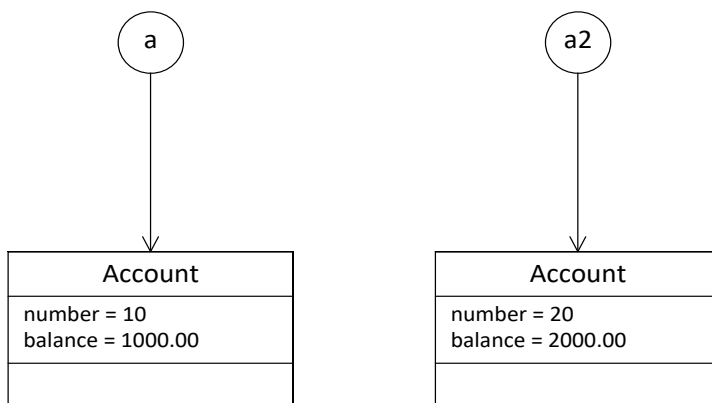 a
a2
Account
number = 10
balance = 1000.00
Account
number = 20
balance = 2000.00